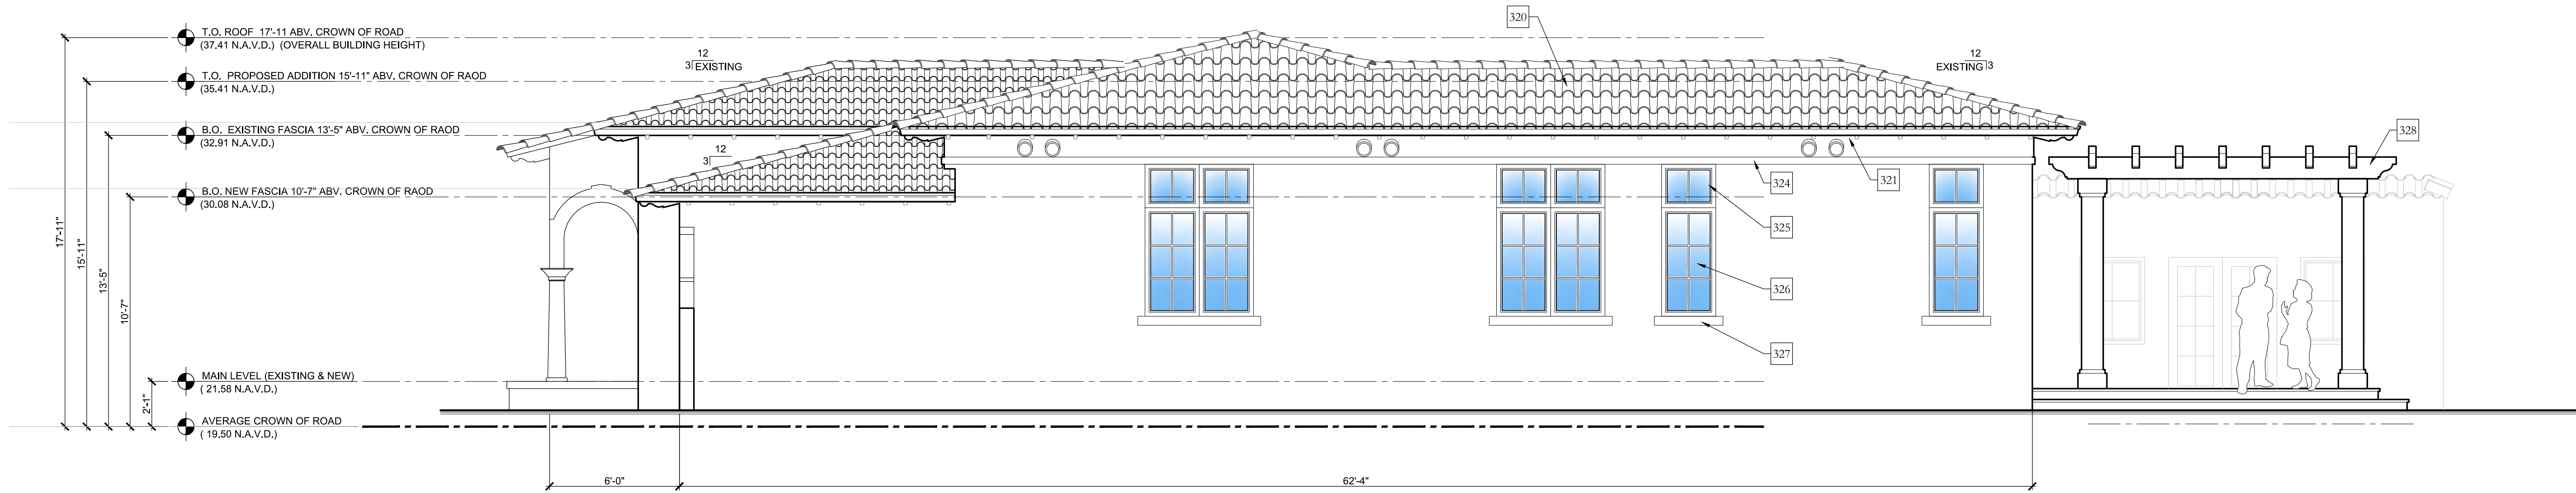 320
T.O. ROOF 17'-11 ABV. CROWN OF ROAD
(37.41 N.A.V.D.) (OVERALL BUILDING HEIGHT)
12
3 EXISTING
12
EXISTING 3
T.O. PROPOSED ADDITION 15'-11" ABV. CROWN OF RAOD
(35.41 N.A.V.D.)
B.O. EXISTING FASCIA 13'-5" ABV. CROWN OF RAOD
(32.91 N.A.V.D.)
328
12
3
324
321
B.O. NEW FASCIA 10'-7" ABV. CROWN OF RAOD
(30.08 N.A.V.D.)
325
17'-11"
15'-11"
13'-5"
10'-7"
2'-1"
326
327
MAIN LEVEL (EXISTING & NEW)
( 21.58 N.A.V.D.)
AVERAGE CROWN OF ROAD
( 19.50 N.A.V.D.)
6'-0"
62'-4"